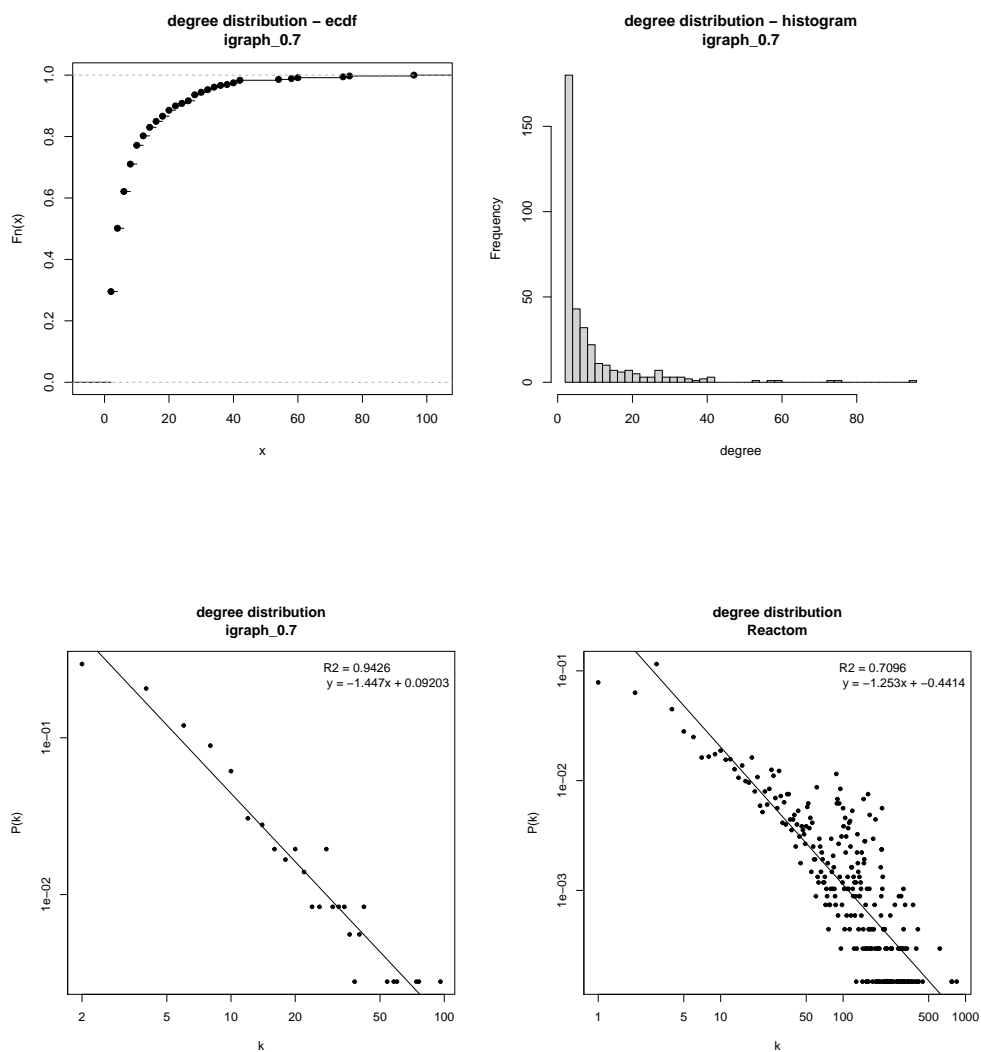 degree distribution − ecdf
igraph_0.7
Fn(x)
1.0
0.8
0.6
0.4
0.2
0.0
0 20 40 60 80 100
x
degree distribution − histogram
igraph_0.7
Frequency
150
100
50
0
0 20 40 60 80
degree
degree distribution
igraph_0.7
R2 = 0.9426
y = −1.447x + 0.09203
P(k)
1e−01
1e−02
2 5 10 20 50 100
k
degree distribution
Reactom
R2 = 0.7096
y = −1.253x + −0.4414
P(k)
1e−01
1e−02
1e−03
1 5 10 50 100 500 1000
k